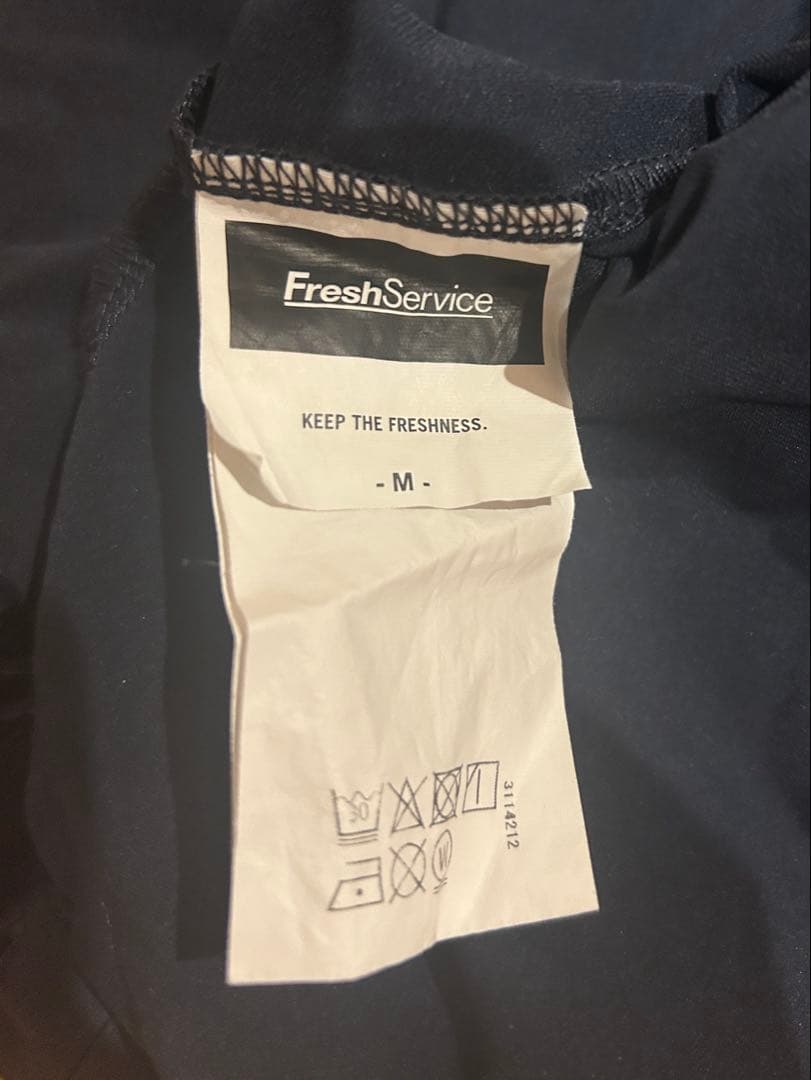 FreshService
KEEP THE FRESHNESS.
- M -
30
3114212
W